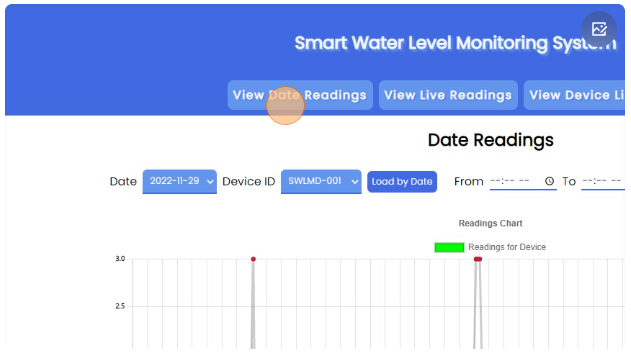 Smart Water Level Monitoring System
View Date Readings View Live Readings View Device Li
Date Readings
Date 2022-11-29 Device ID SWLMD-001 Load by Date From --:-- -- To --:-- --
Readings Chart
Readings for Device
3.0
2.5